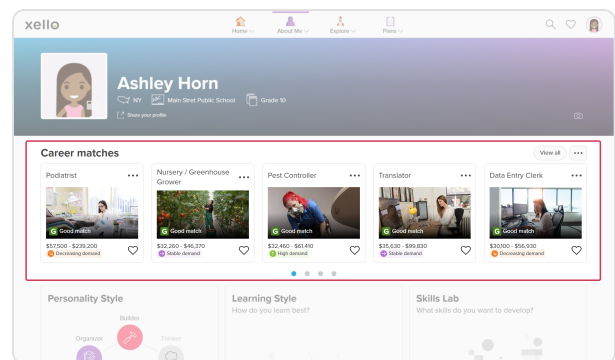 xello
Home
About Me
Explore
Plans
Ashley Horn
NY
Main Stret Public School
Grade 10
Share your profile
Career matches
View all
Podiatrist
G Good match
$57,500 - $239,200
Decreasing demand
Nursery / Greenhouse
Grower
G Good match
$32,260 - $46,370
Stable demand
Pest Controller
G Good match
$32,460 - $61,410
High demand
Translator
G Good match
$35,630 - $99,830
Stable demand
Data Entry Clerk
G Good match
$30,100 - $56,930
Decreasing demand
Personality Style
Builder
Organizer
Thinker
Learning Style
How do you learn best?
Skills Lab
What skills do you want to develop?